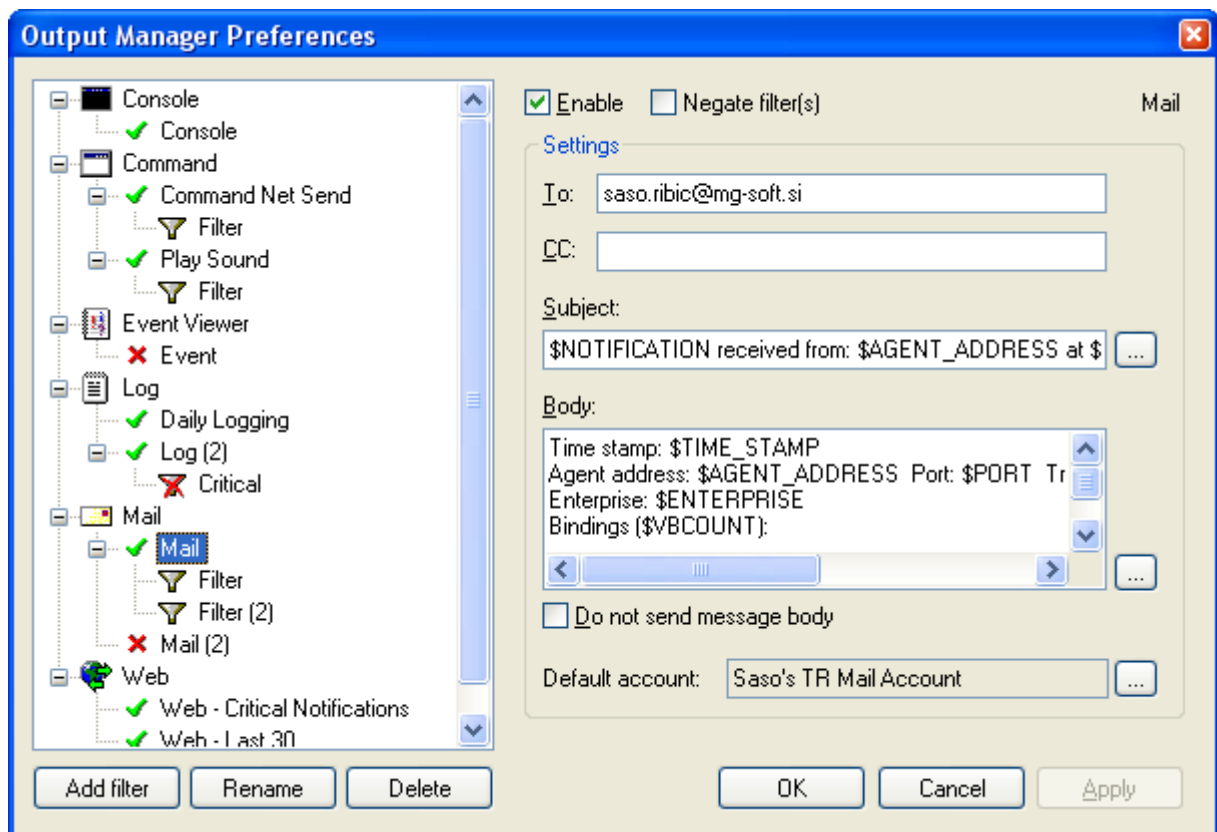 Output Manager Preferences
Console
Console
Command
Command Net Send
Filter
Play Sound
Filter
Event Viewer
Event
Log
Daily Logging
Log (2)
Critical
Mail
Mail
Filter
Filter (2)
Mail (2)
Web
Web - Critical Notifications
Web - Last 30
Add filter
Rename
Delete
Enable
Negate filter(s)
Mail
Settings
To:
saso.ribic@mg-soft.si
CC:
Subject:
$NOTIFICATION received from: $AGENT_ADDRESS at $
...
Body:
Time stamp: $TIME_STAMP
Agent address: $AGENT_ADDRESS Port: $PORT Tr
Enterprise: $ENTERPRISE
Bindings ($VBCOUNT):
...
Do not send message body
Default account:
Saso's TR Mail Account
...
OK
Cancel
Apply